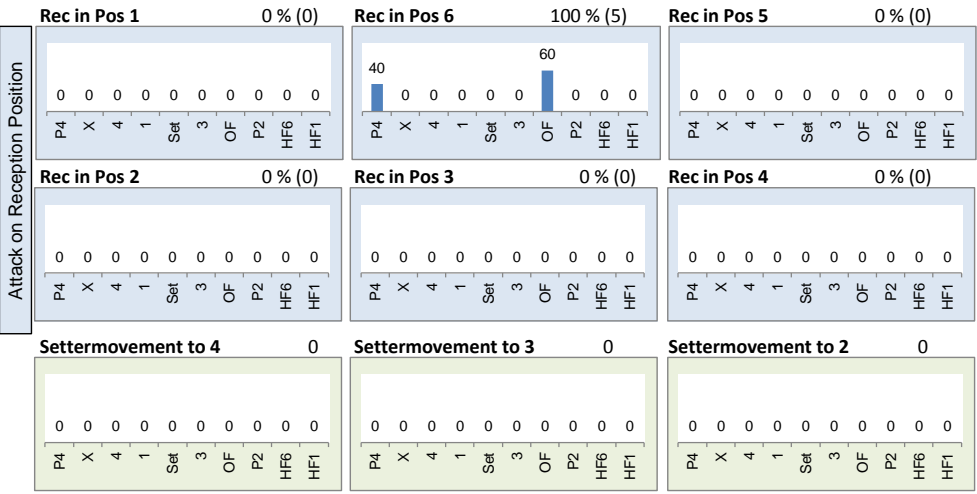 Attack on Reception Position
Rec in Pos 1 0 % (0)
0 0 0 0 0 0 0 0 0 0
P4 X 4 1 Set 3 OF P2 HF6 HF1
Rec in Pos 6 100 % (5)
40 0 0 0 0 0 60 0 0 0
P4 X 4 1 Set 3 OF P2 HF6 HF1
Rec in Pos 5 0 % (0)
0 0 0 0 0 0 0 0 0 0
P4 X 4 1 Set 3 OF P2 HF6 HF1
Rec in Pos 2 0 % (0)
0 0 0 0 0 0 0 0 0 0
P4 X 4 1 Set 3 OF P2 HF6 HF1
Rec in Pos 3 0 % (0)
0 0 0 0 0 0 0 0 0 0
P4 X 4 1 Set 3 OF P2 HF6 HF1
Rec in Pos 4 0 % (0)
0 0 0 0 0 0 0 0 0 0
P4 X 4 1 Set 3 OF P2 HF6 HF1
Settermovement to 4 0
0 0 0 0 0 0 0 0 0 0
P4 X 4 1 Set 3 OF P2 HF6 HF1
Settermovement to 3 0
0 0 0 0 0 0 0 0 0 0
P4 X 4 1 Set 3 OF P2 HF6 HF1
Settermovement to 2 0
0 0 0 0 0 0 0 0 0 0
P4 X 4 1 Set 3 OF P2 HF6 HF1